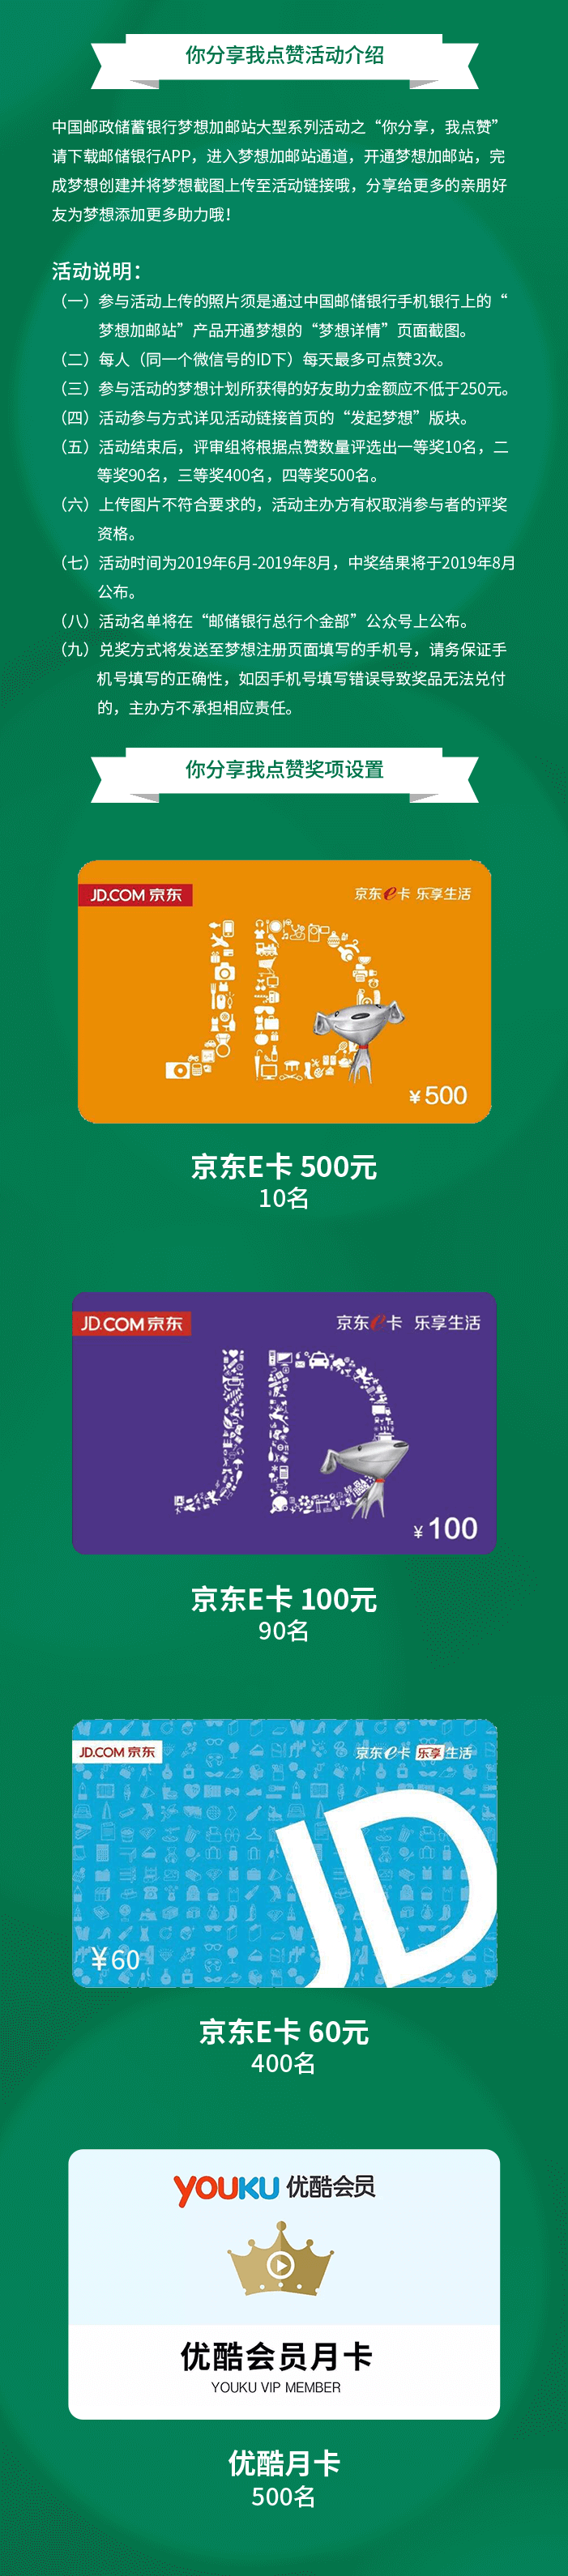 你分享我点赞活动介绍
中国邮政储蓄银行梦想加邮站大型系列活动之“你分享，我点赞”
请下载邮储银行APP，进入梦想加邮站通道，开通梦想加邮站，完
成梦想创建并将梦想截图上传至活动链接哦，分享给更多的亲朋好
友为梦想添加更多助力哦！
活动说明：
（一）参与活动上传的照片须是通过中国邮储银行手机银行上的“
梦想加邮站”产品开通梦想的“梦想详情”页面截图。
（二）每人（同一个微信号的ID下）每天最多可点赞3次。
（三）参与活动的梦想计划所获得的好友助力金额应不低于250元。
（四）活动参与方式详见活动链接首页的“发起梦想”版块。
（五）活动结束后，评审组将根据点赞数量评选出一等奖10名，二
等奖90名，三等奖400名，四等奖500名。
（六）上传图片不符合要求的，活动主办方有权取消参与者的评奖
资格。
（七）活动时间为2019年6月-2019年8月，中奖结果将于2019年8月
公布。
（八）活动名单将在“邮储银行总行个金部”公众号上公布。
（九）兑奖方式将发送至梦想注册页面填写的手机号，请务保证手
机号填写的正确性，如因手机号填写错误导致奖品无法兑付
的，主办方不承担相应责任。
你分享我点赞奖项设置
JD.COM 京东
京东e卡 乐享生活
JD
¥500
京东E卡 500元
10名
JD.COM 京东
京东e卡 乐享生活
JD
¥100
京东E卡 100元
90名
JD.COM 京东
京东e卡 乐享生活
JD
¥60
京东E卡 60元
400名
YOUKU 优酷会员
优酷会员月卡
YOUKU VIP MEMBER
优酷月卡
500名